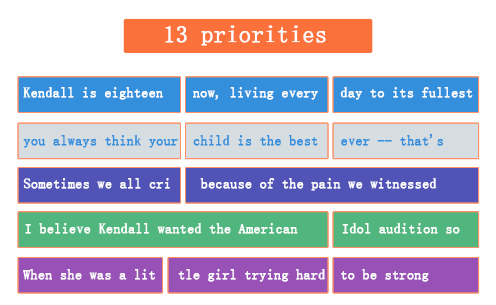 13 priorities
Kendall is eighteen now, living every day to its fullest
you always think your child is the best ever -- that's
Sometimes we all cri because of the pain we witnessed
I believe Kendall wanted the American Idol audition so
When she was a lit tle girl trying hard to be strong